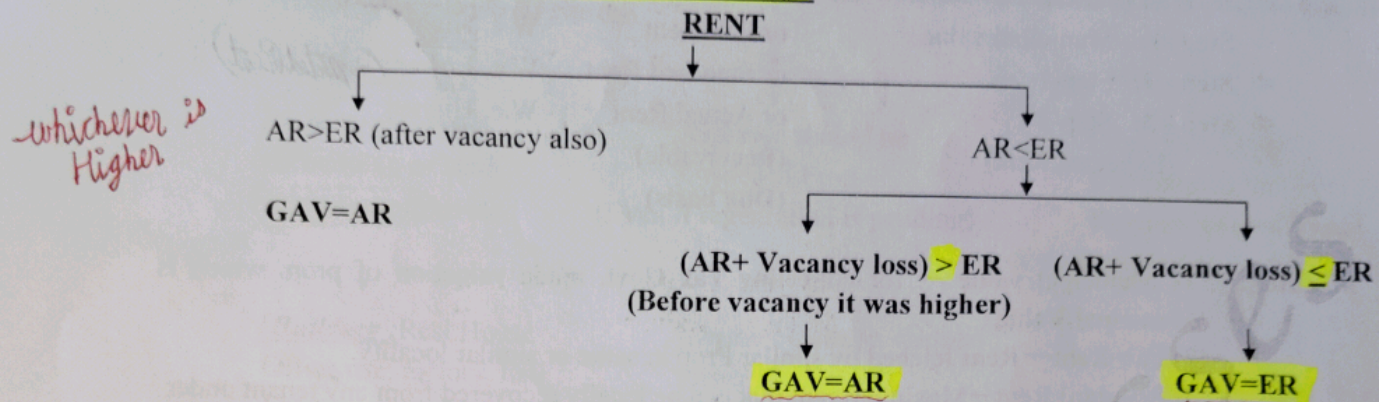 RENT
whichever is
Higher
AR>ER (after vacancy also)
AR<ER
GAV=AR
(AR+ Vacancy loss) > ER
(Before vacancy it was higher)
(AR+ Vacancy loss) ≤ ER
GAV=AR
GAV=ER